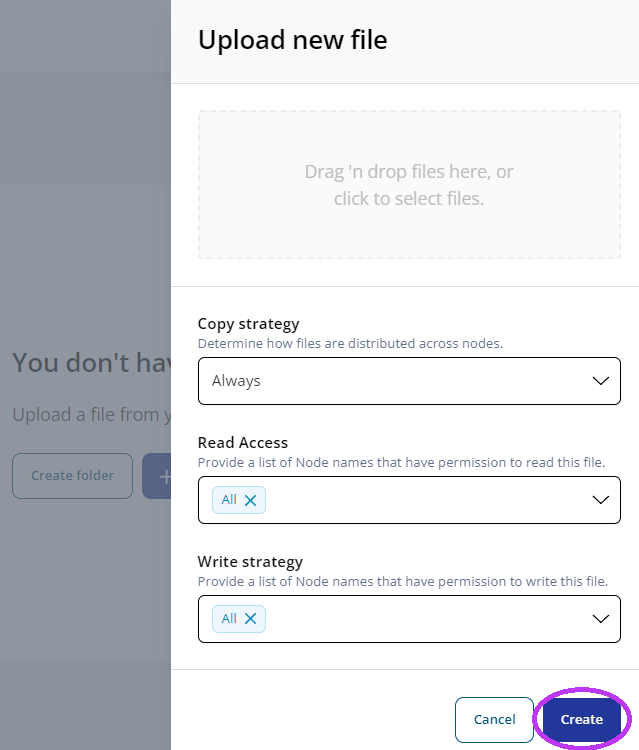 Upload new file
Drag 'n drop files here, or
click to select files.
Copy strategy
Determine how files are distributed across nodes.
Always
Read Access
Provide a list of Node names that have permission to read this file.
All
Write strategy
Provide a list of Node names that have permission to write this file.
All
Cancel Create
You don't hav
Upload a file from y
Create folder +